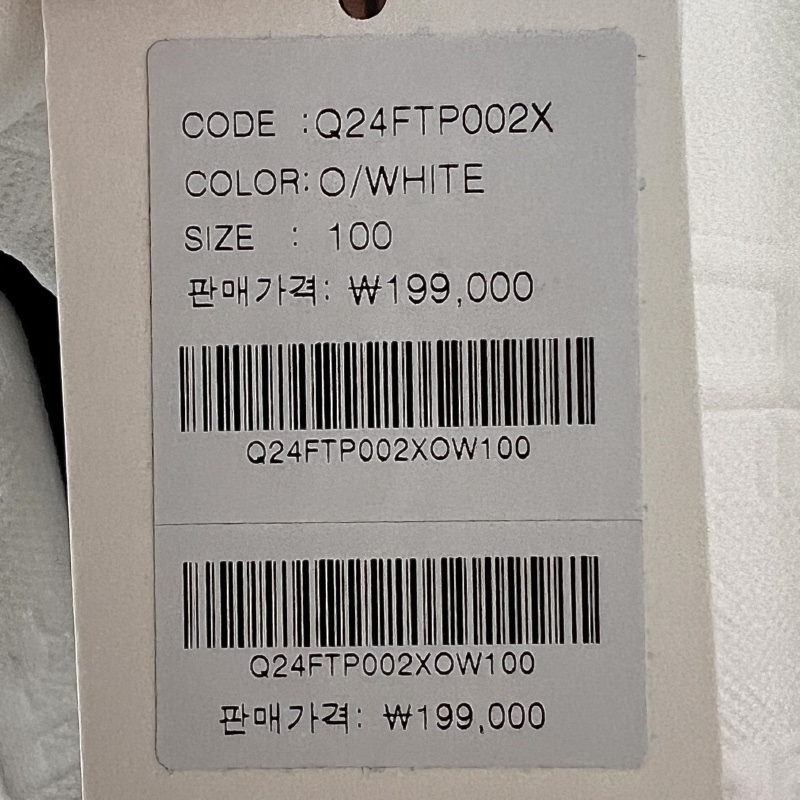 CODE :Q24FTP002X
COLOR:O/WHITE
SIZE : 100
판매가격: ₩199,000
Q24FTP002XOW100
Q24FTP002XOW100
판매가격: ₩199,000